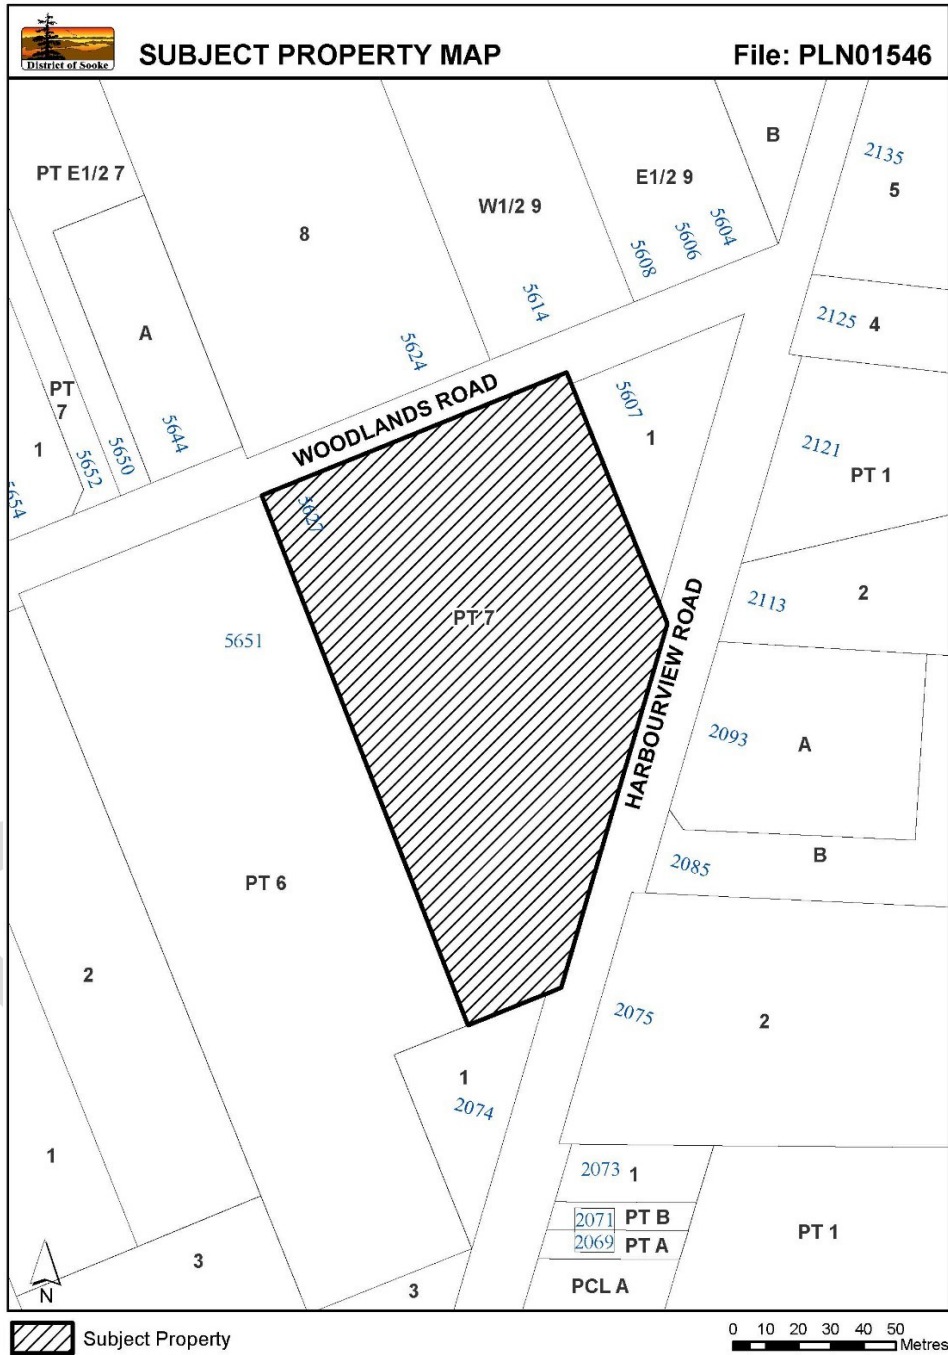 District of Sooke
SUBJECT PROPERTY MAP
File: PLN01546
B
2135
5
PT E1/2 7
E1/2 9
W1/2 9
8
5604
5606
5608
5614
2125 4
A
5624
PT
7
WOODLANDS ROAD
5607
1
5644
1
5650
5652
5654
2121
PT 1
5627
2113
2
PT 7
5651
HARBOURVIEW ROAD
2093
A
B
2085
PT 6
2
2075
2
1
2074
1
2073 1
2071 PT B
2069 PT A
PT 1
PCL A
3
3
N
Subject Property
0 10 20 30 40 50
Metres